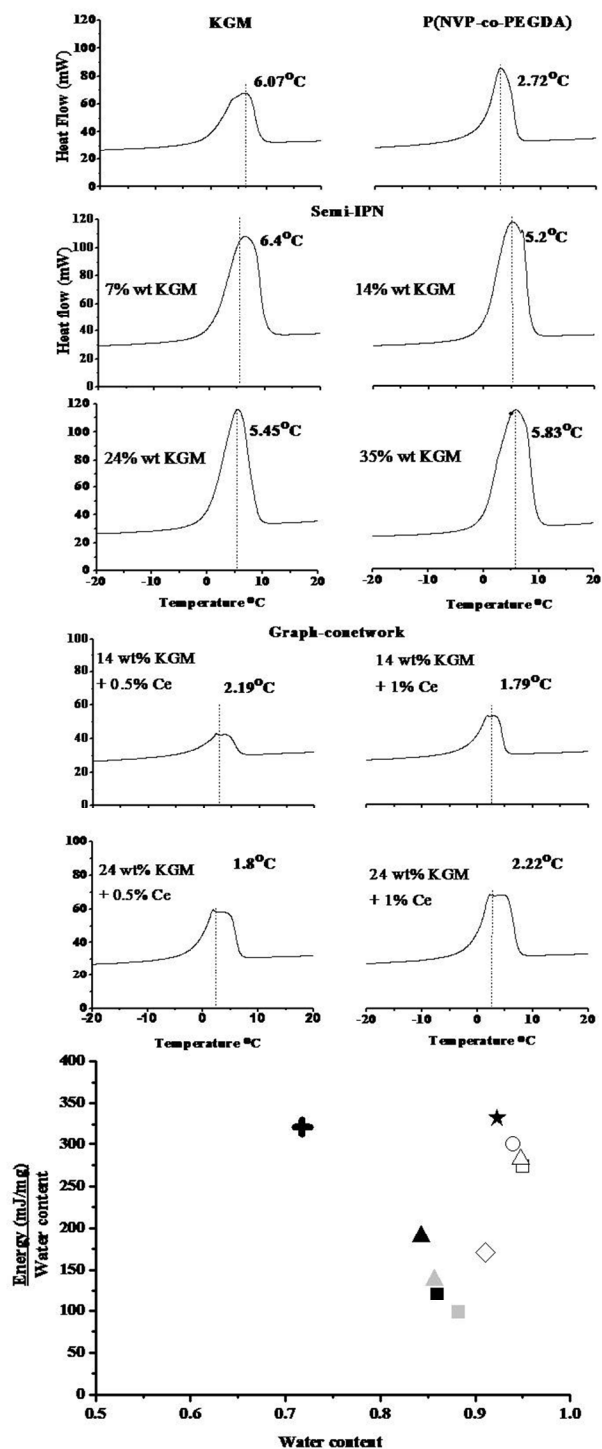 KGM P(NVP-co-PEGDA)
Heat Flow (mW)
120
100
80
60
40
20
0
6.07°C
2.72°C
Semi-IPN
Heat flow (mW)
120
100
80
60
40
20
0
7% wt KGM
6.4°C
14% wt KGM
5.2°C
120
100
80
60
40
20
0
24% wt KGM
5.45°C
35% wt KGM
5.83°C
-20 -10 0 10 20
-20 -10 0 10 20
Temperature °C
Temperature °C
Graph-conetwork
100
80
60
40
20
0
14 wt% KGM
+ 0.5% Ce
2.19°C
14 wt% KGM
+ 1% Ce
1.79°C
100
80
60
40
20
0
24 wt% KGM
+ 0.5% Ce
1.8°C
24 wt% KGM
+ 1% Ce
2.22°C
-20 -10 0 10 20
-20 -10 0 10 20
Temperature °C
Temperature °C
Energy (mJ/mg)
Water content
400
350
300
250
200
150
100
50
0
0.5 0.6 0.7 0.8 0.9 1.0
Water content